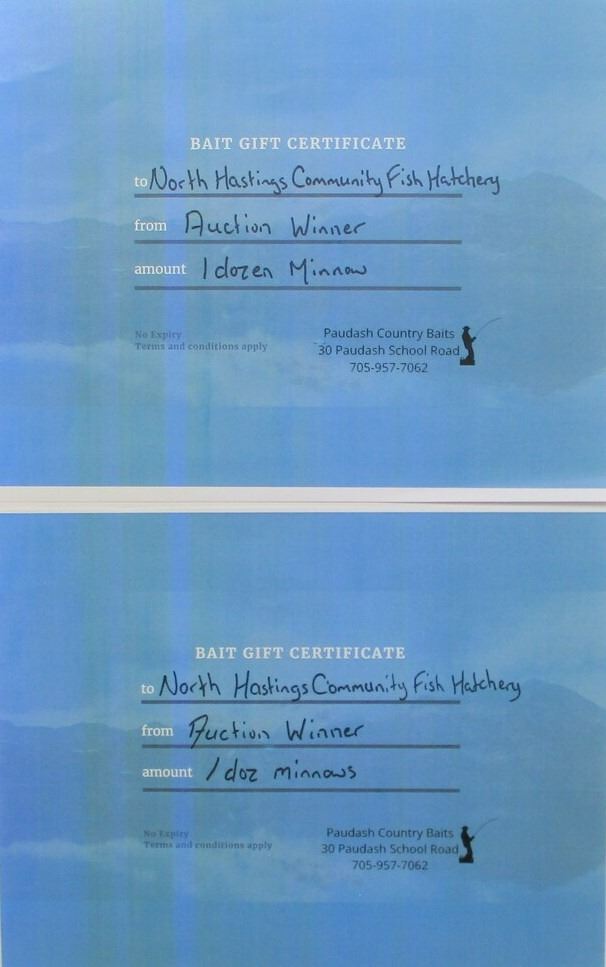 BAIT GIFT CERTIFICATE
to North Hastings Community Fish Hatchery
from Auction Winner
amount 1 dozen Minnow
No Expiry
Terms and conditions apply
Paudash Country Baits
30 Paudash School Road
705-957-7062
BAIT GIFT CERTIFICATE
to North Hastings Community Fish Hatchery
from Auction Winner
amount 1 doz minnows
No Expiry
Terms and conditions apply
Paudash Country Baits
30 Paudash School Road
705-957-7062